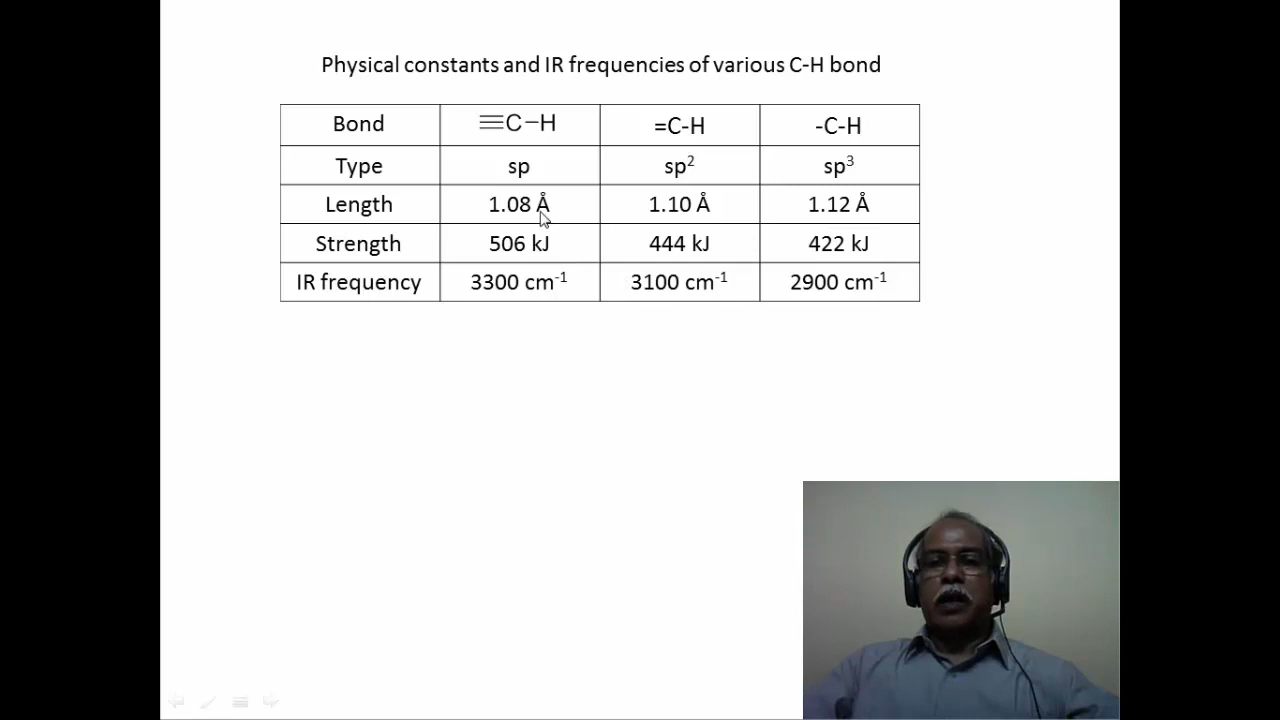 Physical constants and IR frequencies of various C-H bond
Bond ≡C−H =C-H -C-H
Type sp sp² sp³
Length 1.08 Å 1.10 Å 1.12 Å
Strength 506 kJ 444 kJ 422 kJ
IR frequency 3300 cm⁻¹ 3100 cm⁻¹ 2900 cm⁻¹